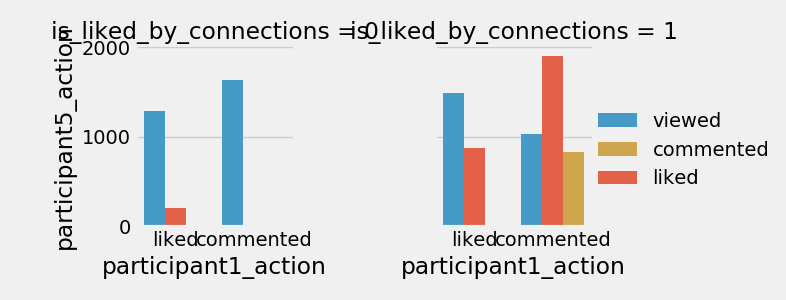 is_liked_by_connections = 0
is_liked_by_connections = 1
participant5_action
2000
1000
0
liked
commented
liked
commented
participant1_action
participant1_action
viewed
commented
liked